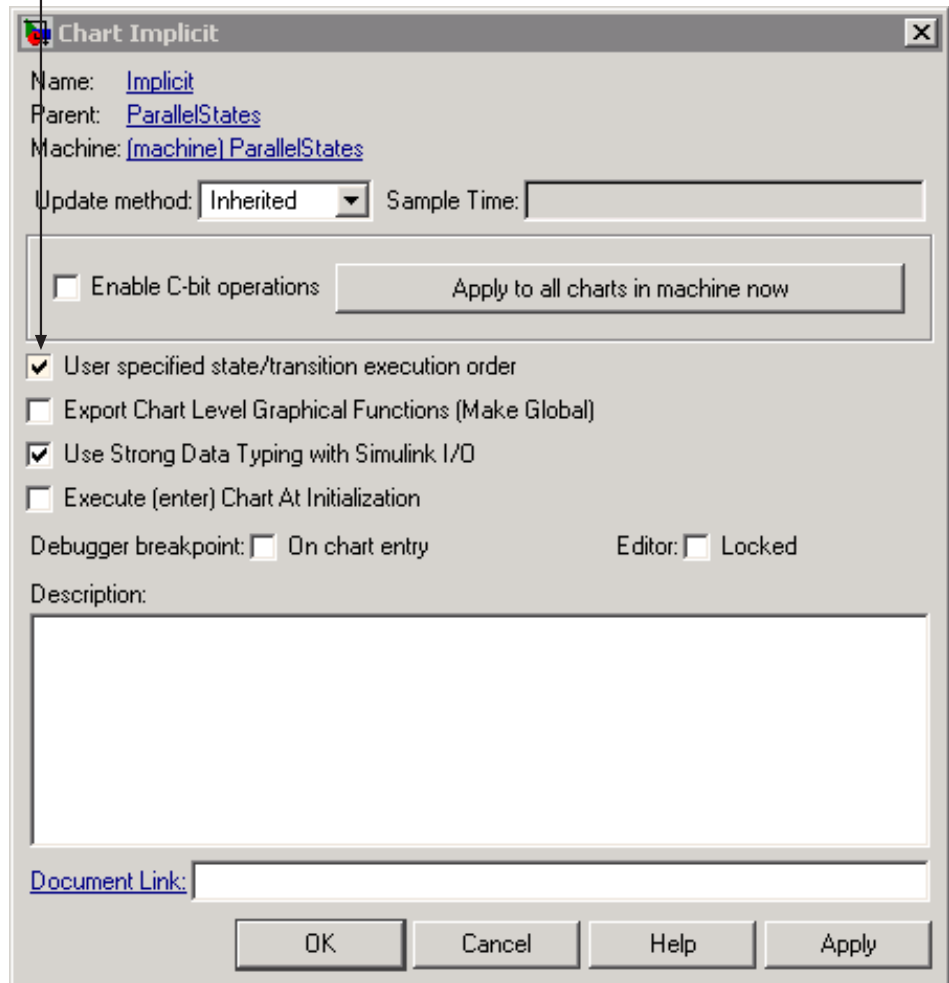 Chart Implicit
Name: Implicit
Parent: ParallelStates
Machine: (machine) ParallelStates
Update method: Inherited Sample Time:
Enable C-bit operations Apply to all charts in machine now
User specified state/transition execution order
Export Chart Level Graphical Functions (Make Global)
Use Strong Data Typing with Simulink I/O
Execute (enter) Chart At Initialization
Debugger breakpoint: On chart entry Editor: Locked
Description:
Document Link:
OK Cancel Help Apply